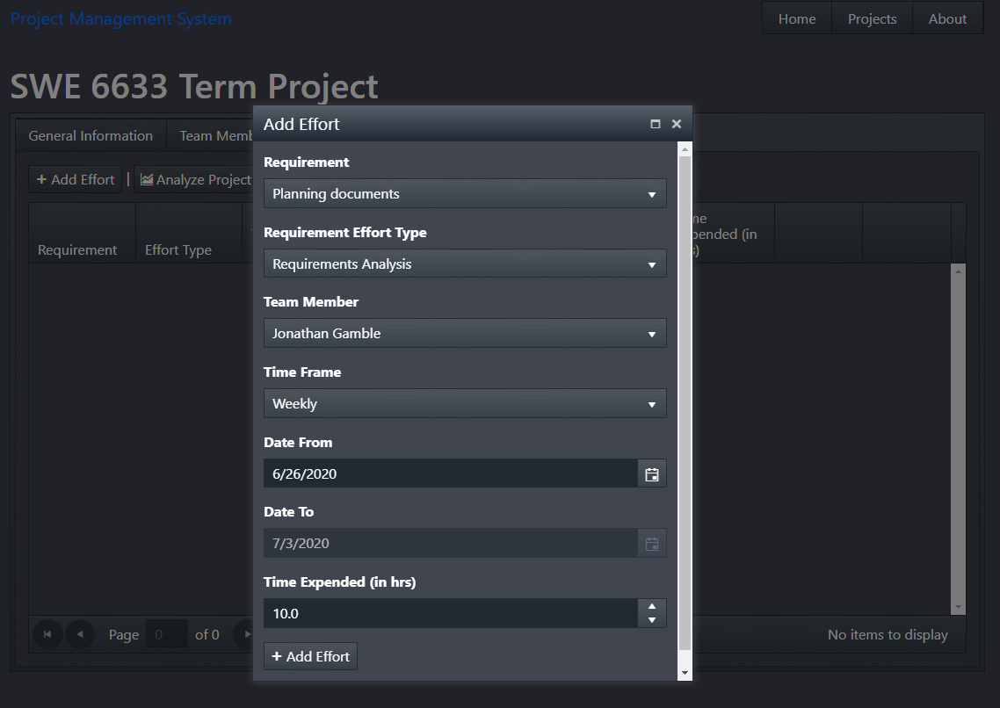 Project Management System
Home Projects About
SWE 6633 Term Project
General Information Team Memb
Add Effort | Analyze Project
Requirement Effort Type
me
pended (in
s)
Add Effort
Requirement
Planning documents
Requirement Effort Type
Requirements Analysis
Team Member
Jonathan Gamble
Time Frame
Weekly
Date From
6/26/2020
Date To
7/3/2020
Time Expended (in hrs)
10.0
Add Effort
Page 0 of 0
No items to display